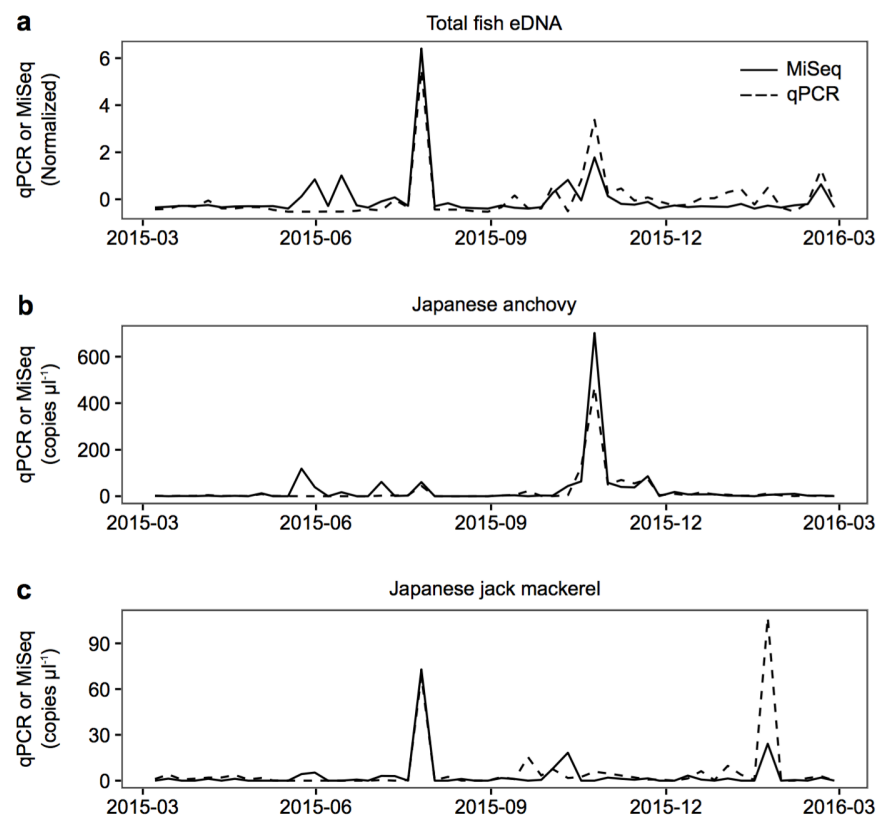 a
Total fish eDNA
qPCR or MiSeq
(Normalized)
6
4
2
0
MiSeq
qPCR
2015-03 2015-06 2015-09 2015-12 2016-03
b
Japanese anchovy
qPCR or MiSeq
(copies µl⁻¹)
600
400
200
0
2015-03 2015-06 2015-09 2015-12 2016-03
c
Japanese jack mackerel
qPCR or MiSeq
(copies µl⁻¹)
90
60
30
0
2015-03 2015-06 2015-09 2015-12 2016-03